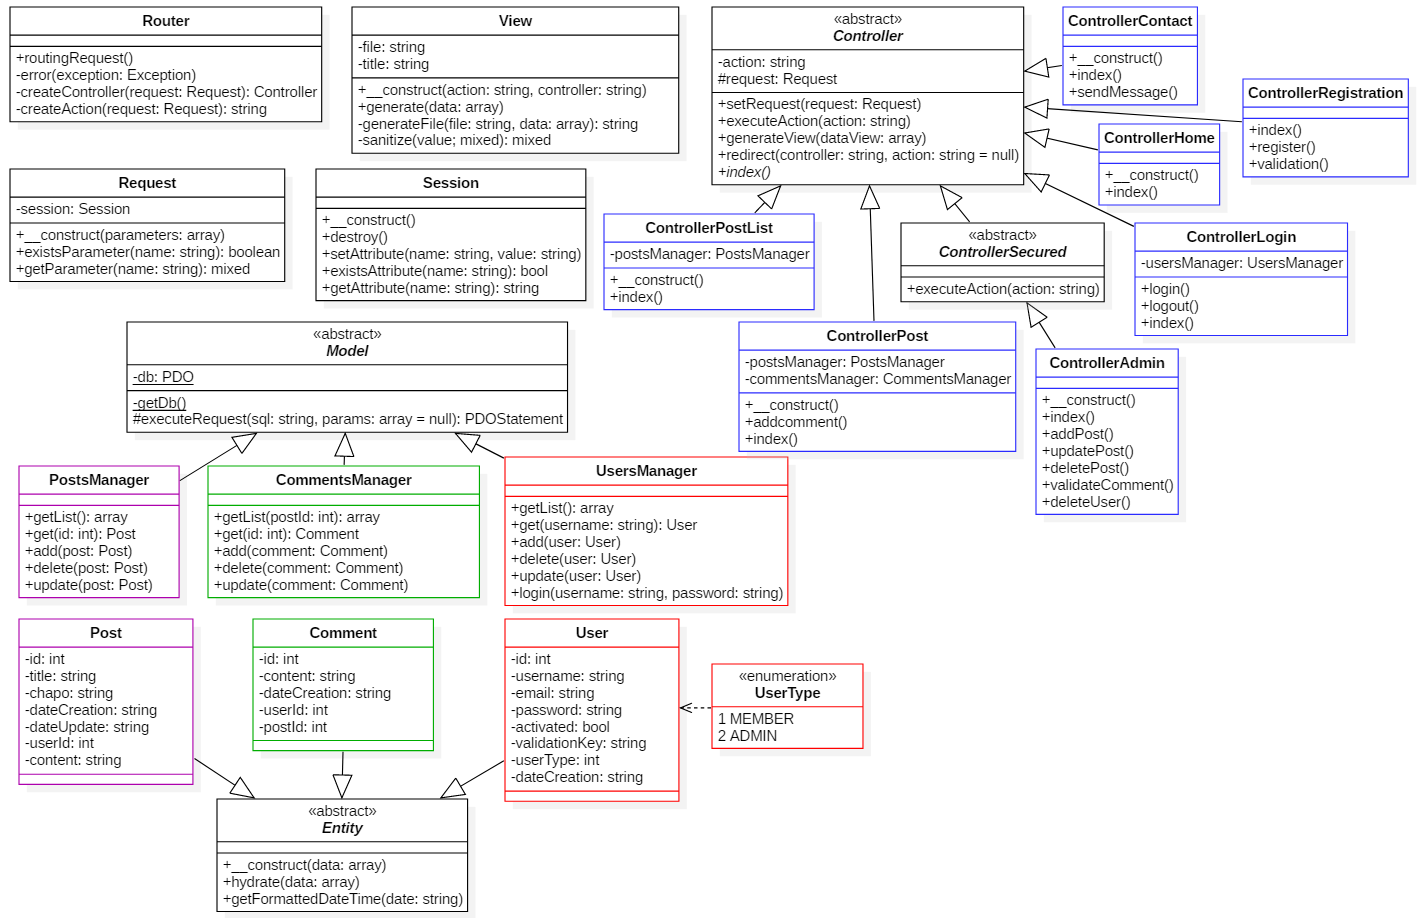 Router
+routingRequest()
-error(exception: Exception)
-createController(request: Request): Controller
-createAction(request: Request): string
View
-file: string
-title: string
+__construct(action: string, controller: string)
+generate(data: array)
-generateFile(file: string, data: array): string
-sanitize(value; mixed): mixed
«abstract»
Controller
-action: string
#request: Request
+setRequest(request: Request)
+executeAction(action: string)
+generateView(dataView: array)
+redirect(controller: string, action: string = null)
+index()
ControllerContact
+__construct()
+index()
+sendMessage()
ControllerRegistration
+index()
+register()
+validation()
ControllerHome
+__construct()
+index()
Request
-session: Session
+__construct(parameters: array)
+existsParameter(name: string): boolean
+getParameter(name: string): mixed
Session
+__construct()
+destroy()
+setAttribute(name: string, value: string)
+existsAttribute(name: string): bool
+getAttribute(name: string): string
ControllerPostList
-postsManager: PostsManager
+__construct()
+index()
«abstract»
ControllerSecured
+executeAction(action: string)
ControllerLogin
-usersManager: UsersManager
+login()
+logout()
+index()
«abstract»
Model
-db: PDO
-getDb()
#executeRequest(sql: string, params: array = null): PDOStatement
ControllerPost
-postsManager: PostsManager
-commentsManager: CommentsManager
+__construct()
+addcomment()
+index()
ControllerAdmin
+__construct()
+index()
+addPost()
+updatePost()
+deletePost()
+validateComment()
+deleteUser()
PostsManager
+getList(): array
+get(id: int): Post
+add(post: Post)
+delete(post: Post)
+update(post: Post)
CommentsManager
+getList(postId: int): array
+get(id: int): Comment
+add(comment: Comment)
+delete(comment: Comment)
+update(comment: Comment)
UsersManager
+getList(): array
+get(username: string): User
+add(user: User)
+delete(user: User)
+update(user: User)
+login(username: string, password: string)
Post
-id: int
-title: string
-chapo: string
-dateCreation: string
-dateUpdate: string
-userId: int
-content: string
Comment
-id: int
-content: string
-dateCreation: string
-userId: int
-postId: int
User
-id: int
-username: string
-email: string
-password: string
-activated: bool
-validationKey: string
-userType: int
-dateCreation: string
«enumeration»
UserType
1 MEMBER
2 ADMIN
«abstract»
Entity
+__construct(data: array)
+hydrate(data: array)
+getFormattedDateTime(date: string)